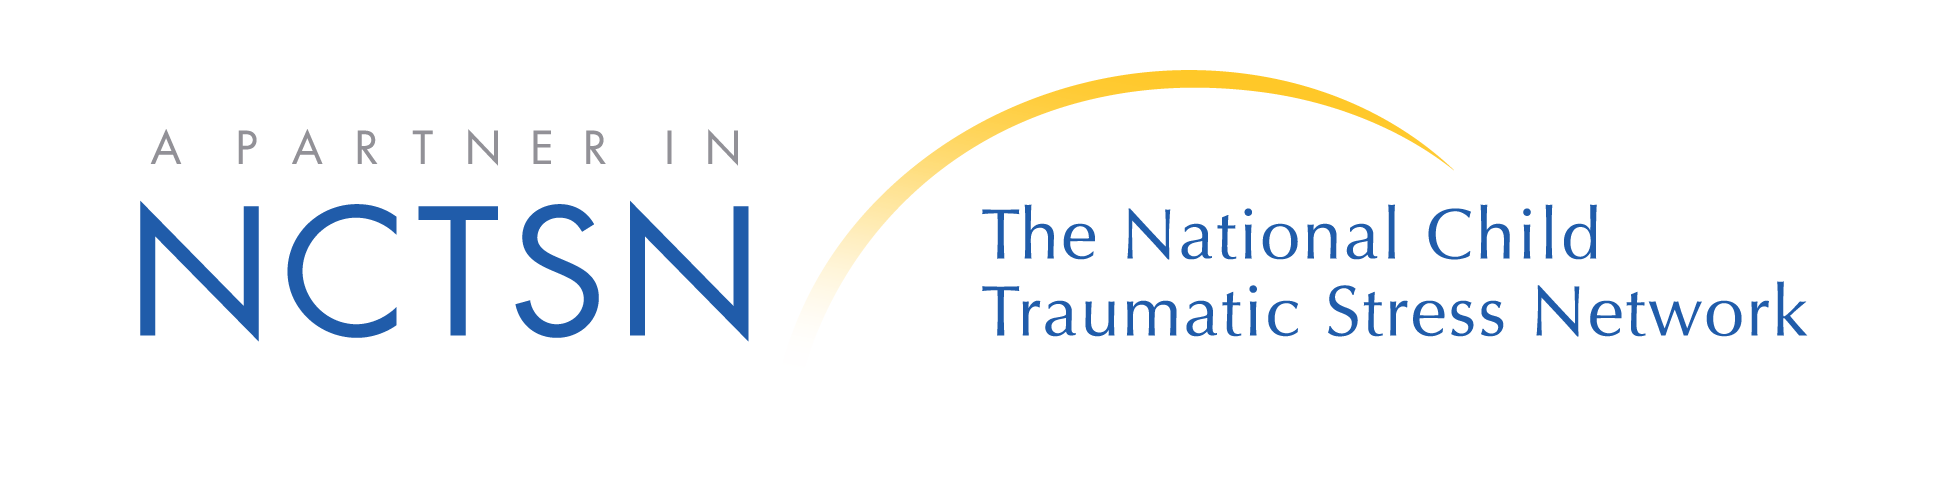 A PARTNER IN
NCTSN
The National Child
Traumatic Stress Network